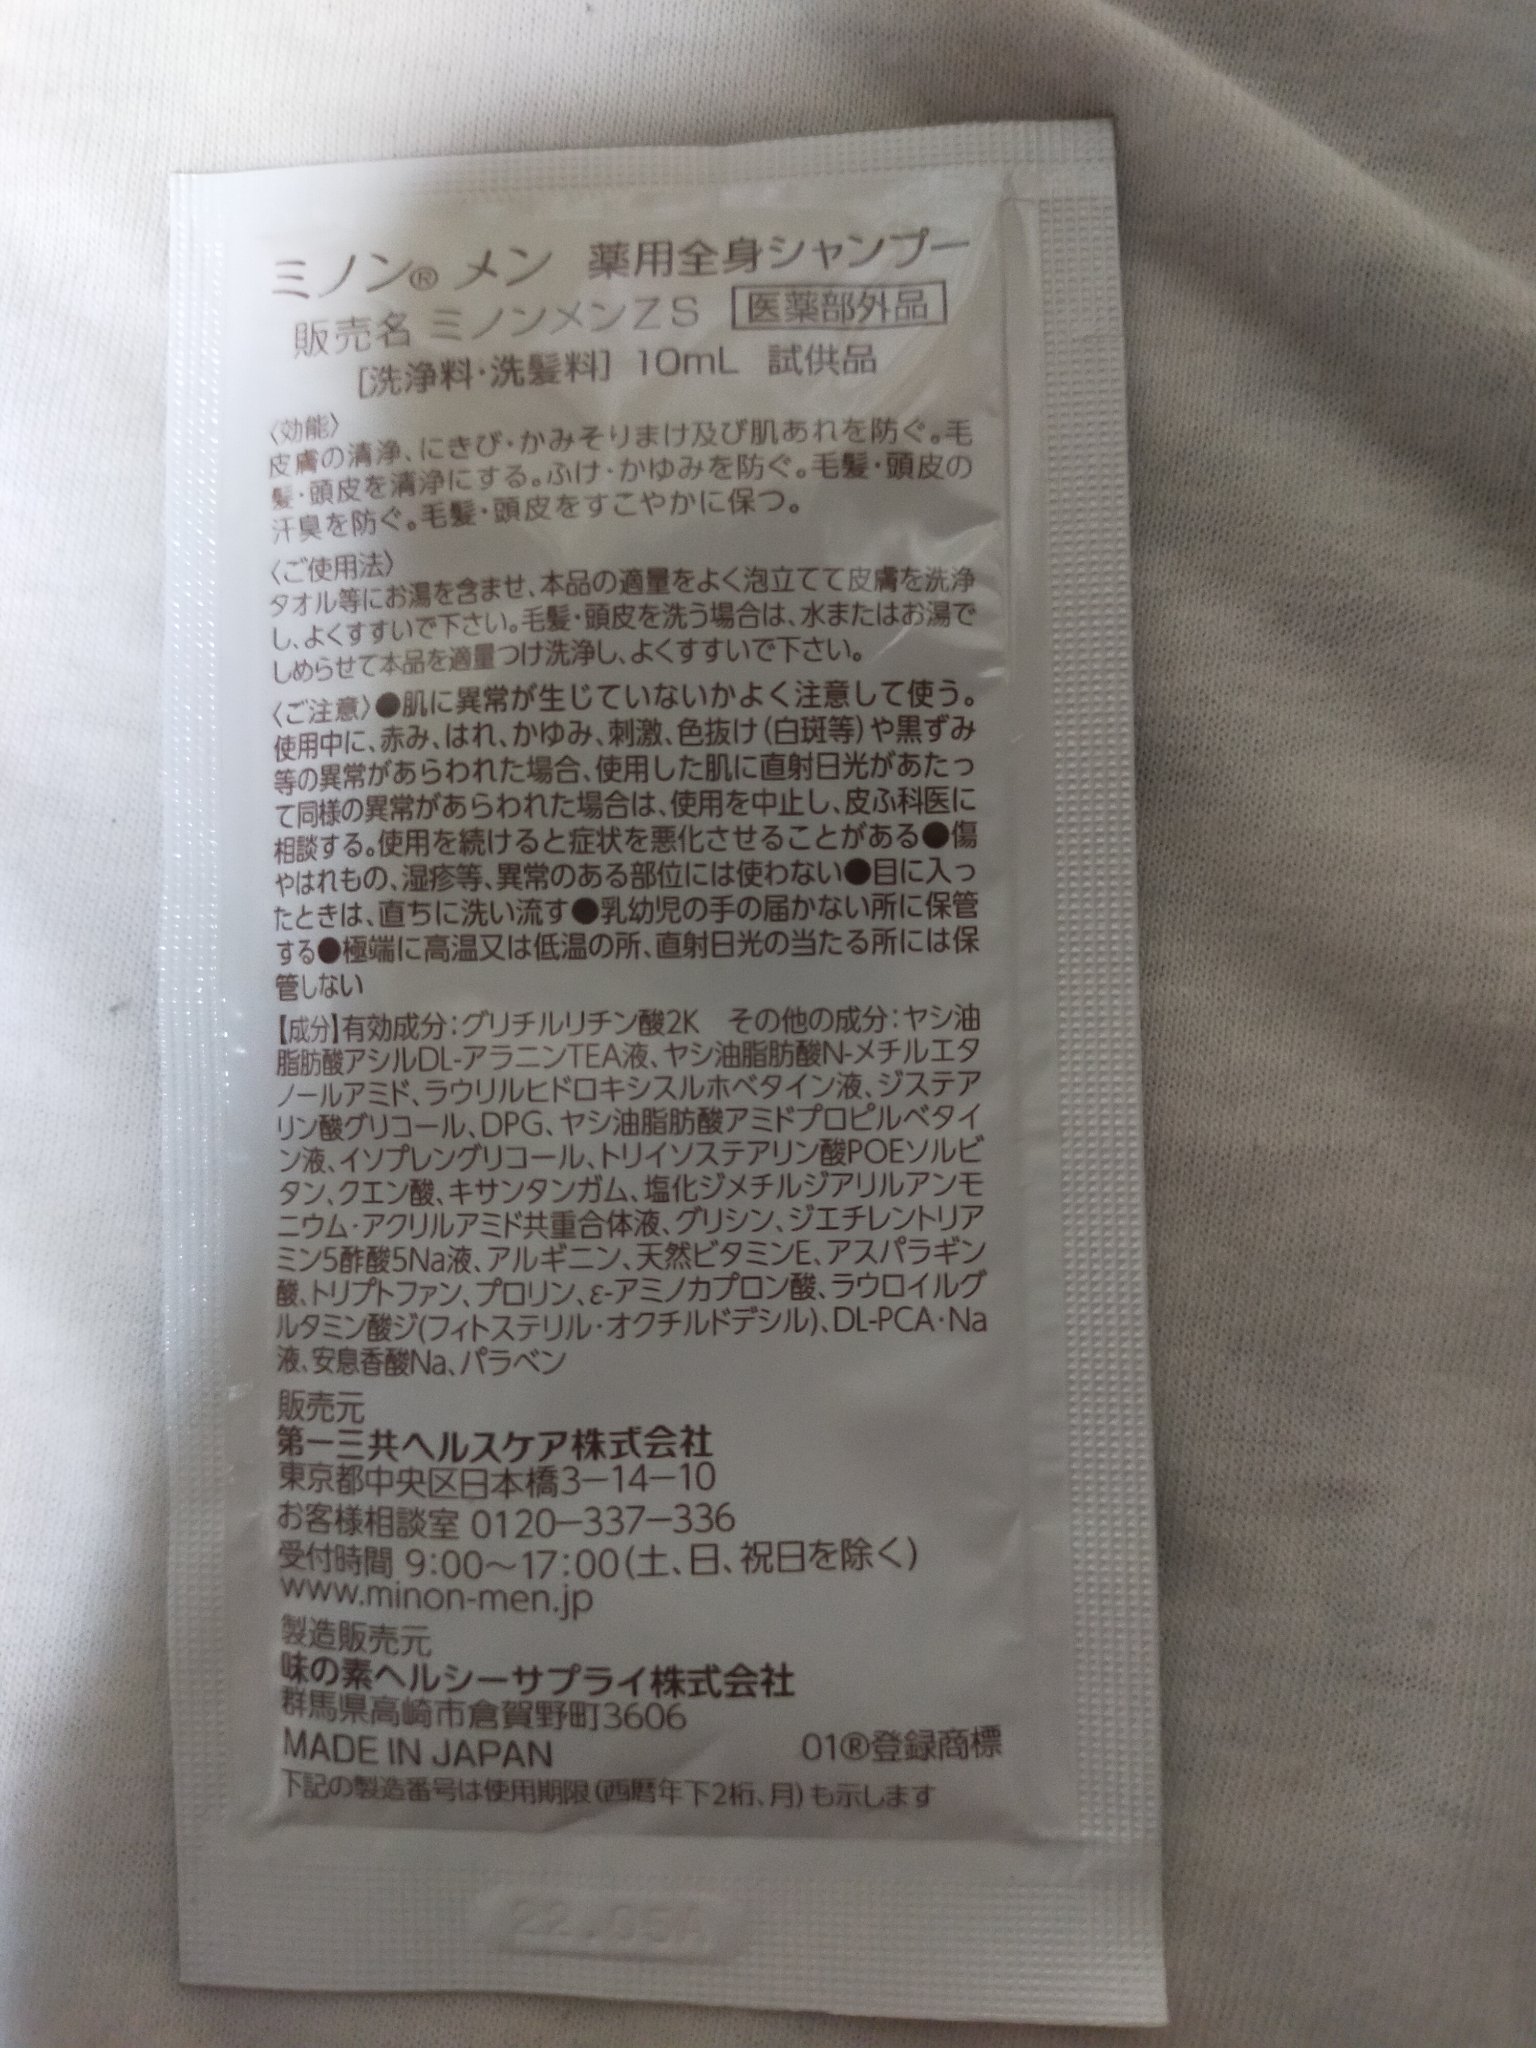 ミノン® メン 薬用全身シャンプー
販売名 ミノンメンZS 医薬部外品
[洗浄料・洗髪料] 10mL 試供品
〈効能〉
皮膚の清浄、にきび・かみそりまけ及び肌あれを防ぐ。毛
髪・頭皮を清浄にする。ふけ・かゆみを防ぐ。毛髪・頭皮の
汗臭を防ぐ。毛髪・頭皮をすこやかに保つ。
〈ご使用法〉
タオル等にお湯を含ませ、本品の適量をよく泡立てて皮膚を洗浄
し、よくすすいで下さい。毛髪・頭皮を洗う場合は、水またはお湯で
しめらせて本品を適量つけ洗浄し、よくすすいで下さい。
〈ご注意〉●肌に異常が生じていないかよく注意して使う。
使用中に、赤み、はれ、かゆみ、刺激、色抜け(白斑等)や黒ずみ
等の異常があらわれた場合、使用した肌に直射日光があたっ
て同様の異常があらわれた場合は、使用を中止し、皮ふ科医に
相談する。使用を続けると症状を悪化させることがある●傷
やはれもの、湿疹等、異常のある部位には使わない●目に入っ
たときは、直ちに洗い流す●乳幼児の手の届かない所に保管
する●極端に高温又は低温の所、直射日光の当たる所には保
管しない
【成分】有効成分:グリチルリチン酸2K その他の成分:ヤシ油
脂肪酸アシルDL-アラニンTEA液、ヤシ油脂肪酸N-メチルエタ
ノールアミド、ラウリルヒドロキシスルホベタイン液、ジステア
リン酸グリコール、DPG、ヤシ油脂肪酸アミドプロピルベタイ
ン液、イソプレングリコール、トリイソステアリン酸POEソルビ
タン、クエン酸、キサンタンガム、塩化ジメチルジアリルアンモ
ニウム・アクリルアミド共重合体液、グリシン、ジエチレントリア
ミン5酢酸5Na液、アルギニン、天然ビタミンE、アスパラギン
酸、トリプトファン、プロリン、ε-アミノカプロン酸、ラウロイルグ
ルタミン酸ジ(フィトステリル・オクチルドデシル)、DL-PCA・Na
液、安息香酸Na、パラベン
販売元
第一三共ヘルスケア株式会社
東京都中央区日本橋3－14－10
お客様相談室 0120－337－336
受付時間 9:00～17:00(土、日、祝日を除く)
www.minon-men.jp
製造販売元
味の素ヘルシーサプライ株式会社
群馬県高崎市倉賀野町3606
MADE IN JAPAN 01®登録商標
下記の製造番号は使用期限(西暦年下2桁、月)も示します